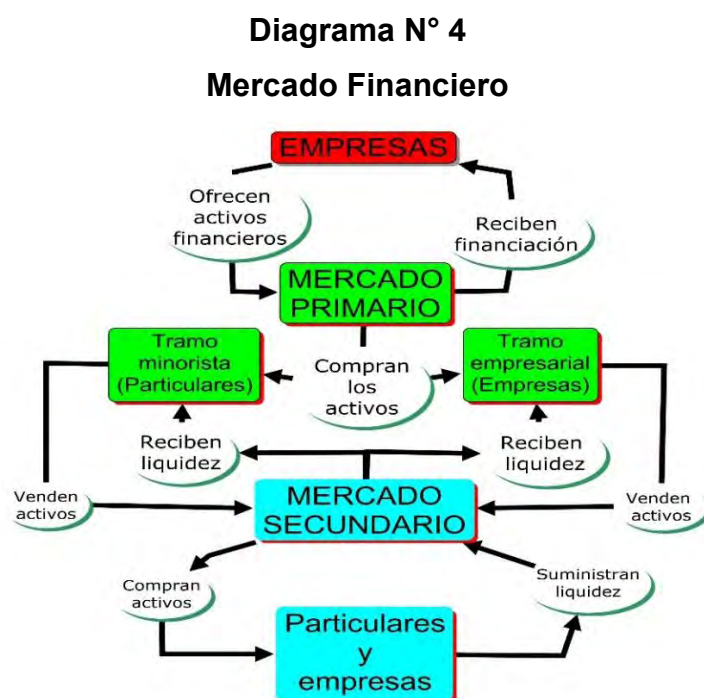 Diagrama N° 4
Mercado Financiero
EMPRESAS
Ofrecen
activos
financieros
Reciben
financiación
MERCADO
PRIMARIO
Tramo
minorista
(Particulares)
Compran
los
activos
Tramo
empresarial
(Empresas)
Reciben
liquidez
Reciben
liquidez
Venden
activos
MERCADO
SECUNDARIO
Venden
activos
Compran
activos
Suministran
liquidez
Particulares
y
empresas